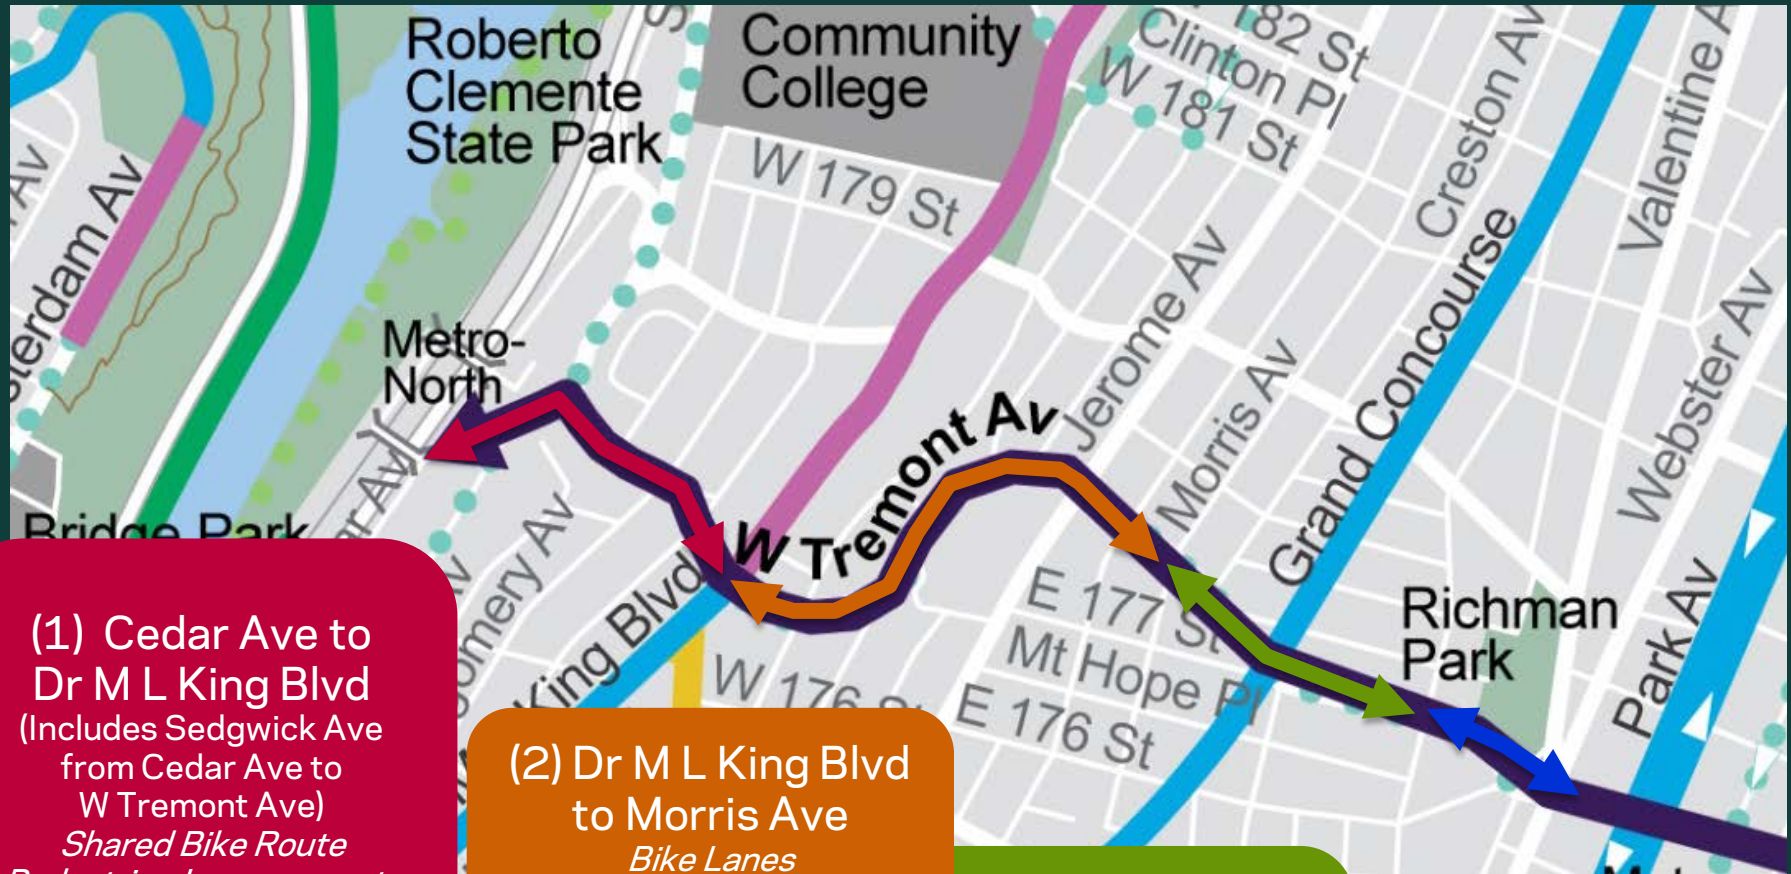 Roberto
Clemente
State Park
Community
College
182 St
Clinton Pl
W 181 St
Creston Av
Valentine A
W 179 St
sterdam Av
Av
Metro-
North
Jerome Av
Morris Av
Grand Concourse
Webster Av
W Tremont Av
Bridge Park
King Blvd
E 177 St
Mt Hope Pl
E 176 St
W 176
Richman
Park
Park Av
(1) Cedar Ave to
Dr M L King Blvd
(Includes Sedgwick Ave
from Cedar Ave to
W Tremont Ave)
Shared Bike Route
(2) Dr M L King Blvd
to Morris Ave
Bike Lanes